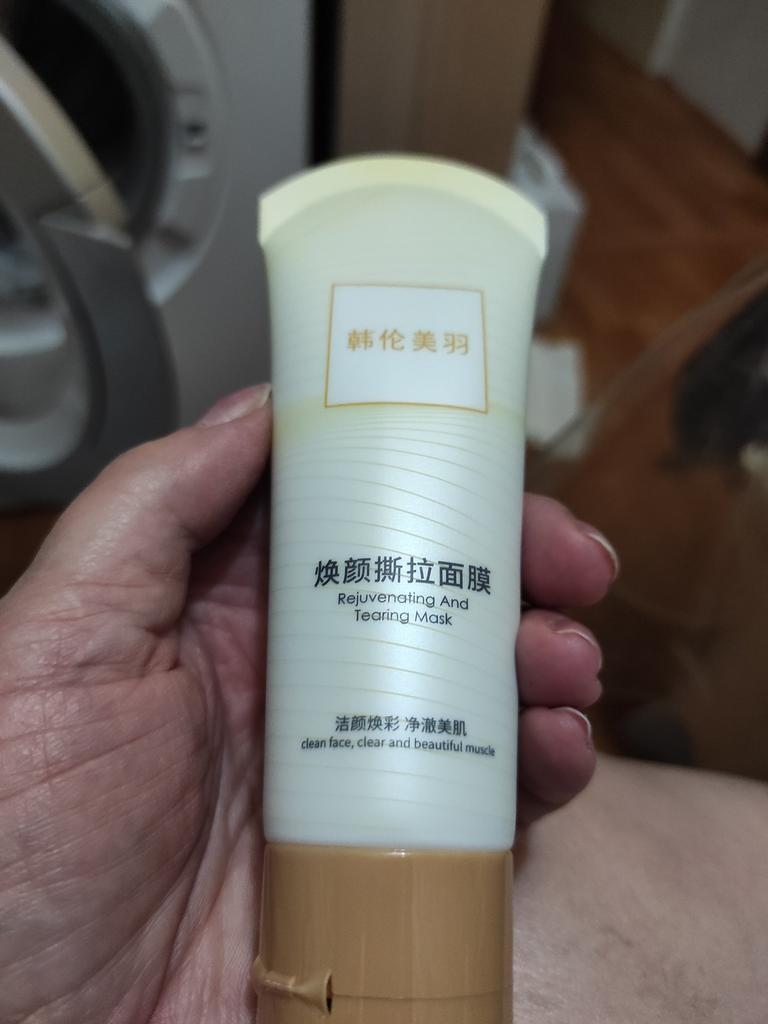 韩伦美羽
焕颜撕拉面膜
Rejuvenating And
Tearing Mask
洁颜焕彩 净澈美肌
clean face, clear and beautiful muscle